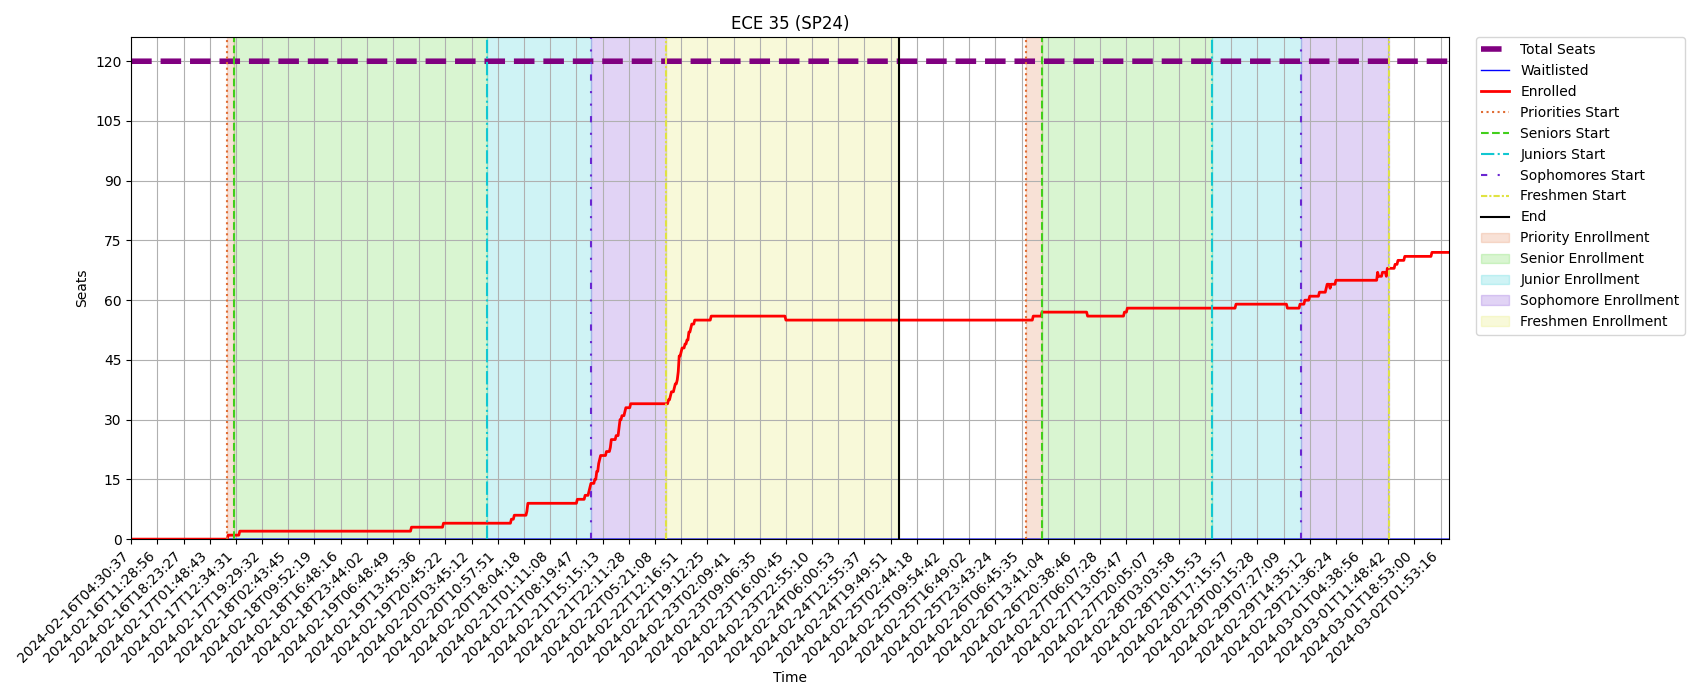 ECE 35 (SP24)
Seats
120
105
90
75
60
45
30
15
0
2024-02-16T04:30:37
2024-02-16T11:28:56
2024-02-16T18:23:27
2024-02-17T01:48:43
2024-02-17T12:34:31
2024-02-17T19:29:32
2024-02-18T02:43:45
2024-02-18T09:52:19
2024-02-18T16:48:16
2024-02-18T23:44:02
2024-02-19T06:48:49
2024-02-19T13:45:36
2024-02-19T20:45:22
2024-02-20T03:45:12
2024-02-20T10:57:51
2024-02-20T18:04:18
2024-02-21T01:11:08
2024-02-21T08:19:47
2024-02-21T15:15:13
2024-02-21T22:11:28
2024-02-22T05:21:08
2024-02-22T12:16:51
2024-02-22T19:12:25
2024-02-23T02:09:41
2024-02-23T09:06:35
2024-02-23T16:00:45
2024-02-23T22:55:10
2024-02-24T06:00:53
2024-02-24T12:55:37
2024-02-24T19:49:51
2024-02-25T02:44:18
2024-02-25T09:54:42
2024-02-25T16:49:02
2024-02-25T23:43:24
2024-02-26T06:45:35
2024-02-26T13:41:04
2024-02-26T20:38:46
2024-02-27T06:07:28
2024-02-27T13:05:47
2024-02-27T20:05:07
2024-02-28T03:03:58
2024-02-28T10:15:53
2024-02-28T17:15:57
2024-02-29T00:15:28
2024-02-29T07:27:09
2024-02-29T14:35:12
2024-02-29T21:36:24
2024-03-01T04:38:56
2024-03-01T11:48:42
2024-03-01T18:53:00
2024-03-02T01:53:16
Time
Total Seats
Waitlisted
Enrolled
Priorities Start
Seniors Start
Juniors Start
Sophomores Start
Freshmen Start
End
Priority Enrollment
Senior Enrollment
Junior Enrollment
Sophomore Enrollment
Freshmen Enrollment